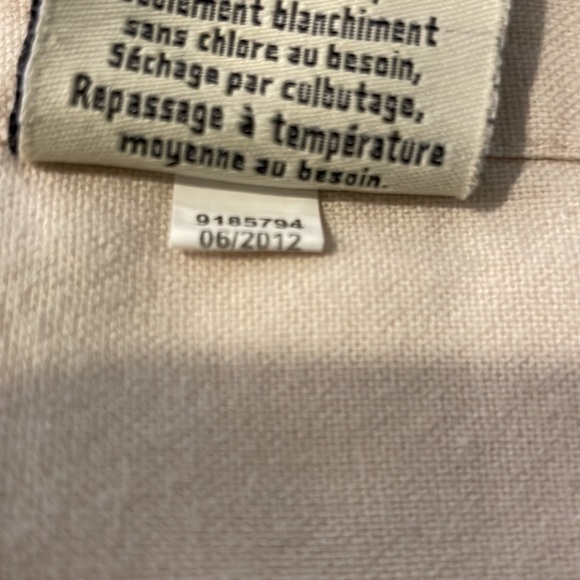 blanchiment
sans chlore au besoin,
Séchage par culbutage,
Repassage à température
moyenne au besoin.
9185794
06/2012